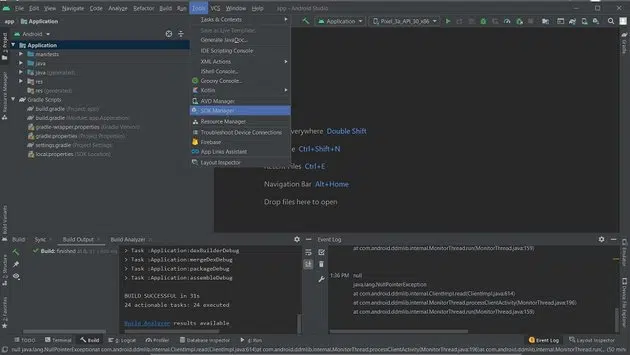 File Edit View Navigate Code Analyze Refactor Build Run Tools VCS Window Help app - Android Studio
app Application Pixel_3a_API_30_x86
Android
Application
manifests
java
java (generated)
res
res (generated)
Gradle Scripts
build.gradle (Project: app)
build.gradle (Module: app.Application)
gradle-wrapper.properties (Gradle Version)
gradle.properties (Project Properties)
settings.gradle (Project Settings)
local.properties (SDK Location)
Tasks & Contexts
Save as Live Template...
Generate JavaDoc...
IDE Scripting Console
XML Actions
JShell Console...
Groovy Console...
Kotlin
AVD Manager
SDK Manager
Resource Manager
Troubleshoot Device Connections
Firebase
App Links Assistant
Layout Inspector
everywhere Double Shift
Ctrl+Shift+N
Recent Files Ctrl+E
Navigation Bar Alt+Home
Drop files here to open
1: Project
Resource Manager
Build Variants
2: Favorites
Gradle
Emulator
Device File Explorer
Build: Sync Build Output Build Analyzer
Build: finished
> Task :Application:dexBuilderDebug
> Task :Application:mergeDexDebug
> Task :Application:packageDebug
> Task :Application:assembleDebug
BUILD SUCCESSFUL in 31s
24 actionable tasks: 24 executed
Build Analyzer results available
Event Log
at com.android.ddmlib.internal.MonitorThread.run(MonitorThread.java:159)
1:36 PM null
java.lang.NullPointerException
at com.android.ddmlib.internal.ClientImpl.read(ClientImpl.java:614)
at com.android.ddmlib.internal.MonitorThread.processClientActivity(MonitorThread.java:196)
at com.android.ddmlib.internal.MonitorThread.run(MonitorThread.java:159)
TODO Terminal Build Logcat Profiler Database Inspector Run Event Log Layout Inspector
null: java.lang.NullPointerException at com.android.ddmlib.internal.ClientImpl.read(ClientImpl.java:614) at com.android.ddmlib.internal.MonitorThread.processClientActivity(MonitorThread.java:196) at com.android.ddmlib.internal.MonitorThread.run(MonitorThread.java:... (50 min)